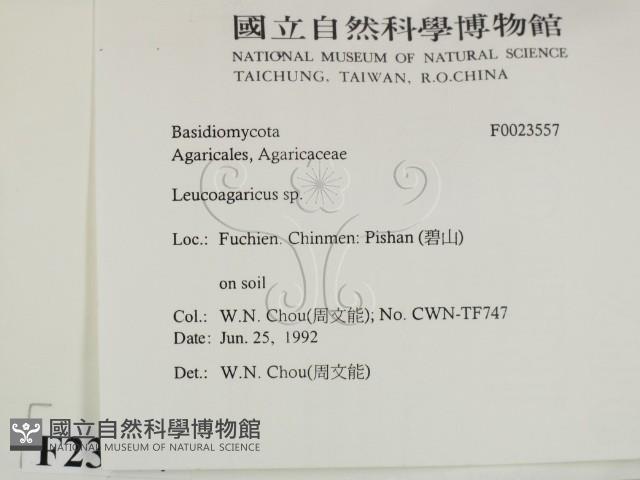 國立自然科學博物館
NATIONAL MUSEUM OF NATURAL SCIENCE
TAICHUNG, TAIWAN, R.O.CHINA
Basidiomycota F0023557
Agaricales, Agaricaceae
Leucoagaricus sp.
Loc.: Fuchien. Chinmen: Pishan (碧山)
on soil
Col.: W.N. Chou(周文能); No. CWN-TF747
Date: Jun. 25, 1992
Det.: W.N. Chou(周文能)
國立自然科學博物館
NATIONAL MUSEUM OF NATURAL SCIENCE
F23